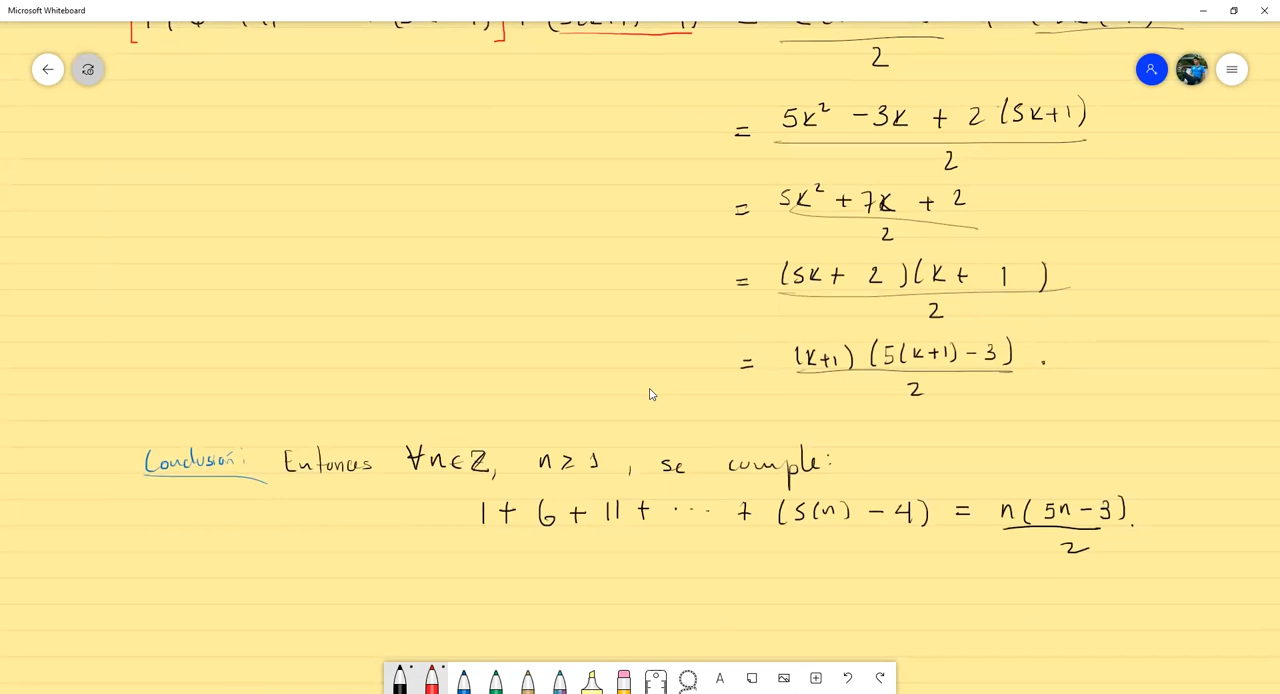 Microsoft Whiteboard
2
= 5k² - 3k + 2 (5k+1)
2
= 5k² + 7k + 2
2
= (5k + 2)(k + 1)
2
= (k+1) (5(k+1) - 3) .
2
Conclusión: Entonces ∀n∈ℤ, n ≥ 1, se cumple:
1 + 6 + 11 + ... + (5(n) - 4) = n(5n - 3).
2
A